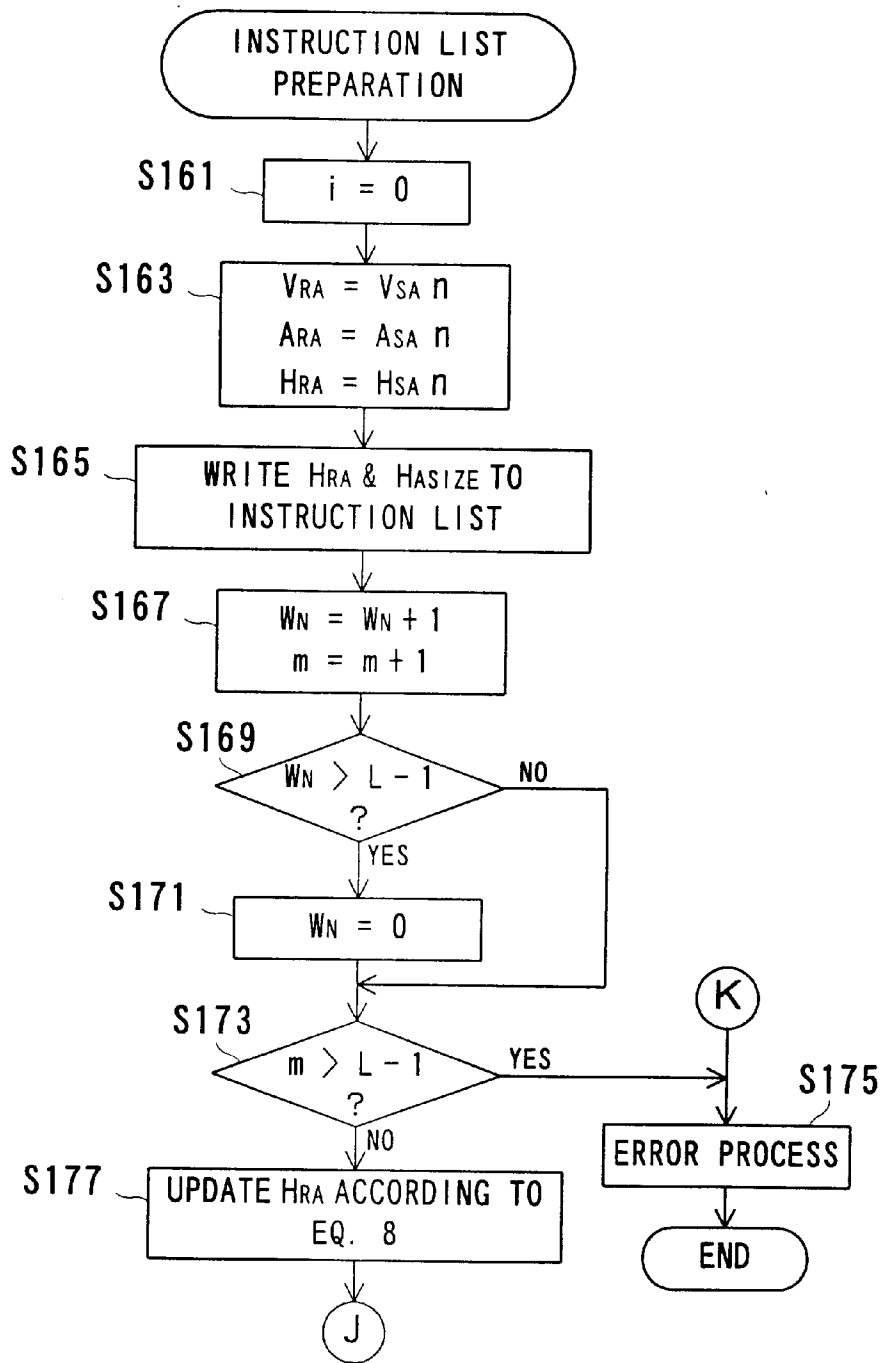 INSTRUCTION LIST
PREPARATION
S161
i = 0
S163
VRA = VSA n
ARA = ASA n
HRA = HSA n
S165
WRITE HRA & HASIZE TO
INSTRUCTION LIST
S167
WN = WN + 1
m = m + 1
S169
WN > L - 1
?
NO
YES
S171
WN = 0
K
S173
m > L - 1
?
YES
NO
S175
ERROR PROCESS
S177
UPDATE HRA ACCORDING TO
EQ. 8
END
J